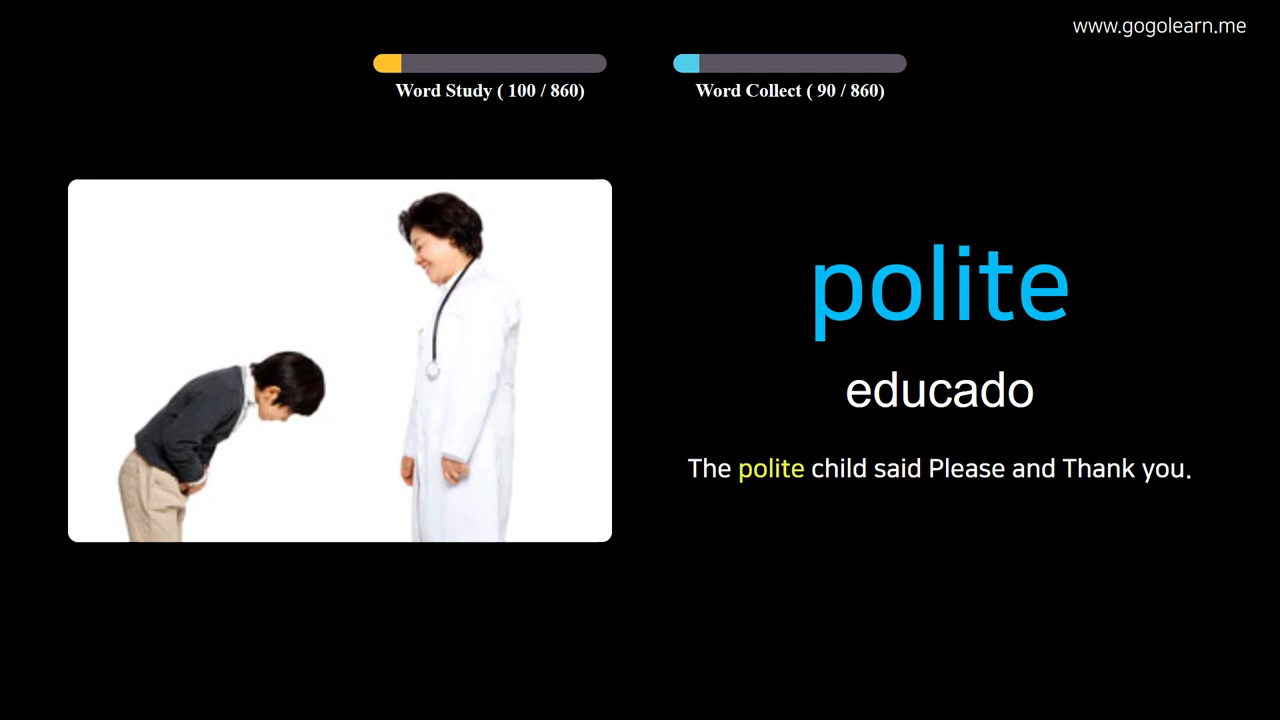 www.gogolearn.me
Word Study ( 100 / 860)
Word Collect ( 90 / 860)
polite
educado
The polite child said Please and Thank you.